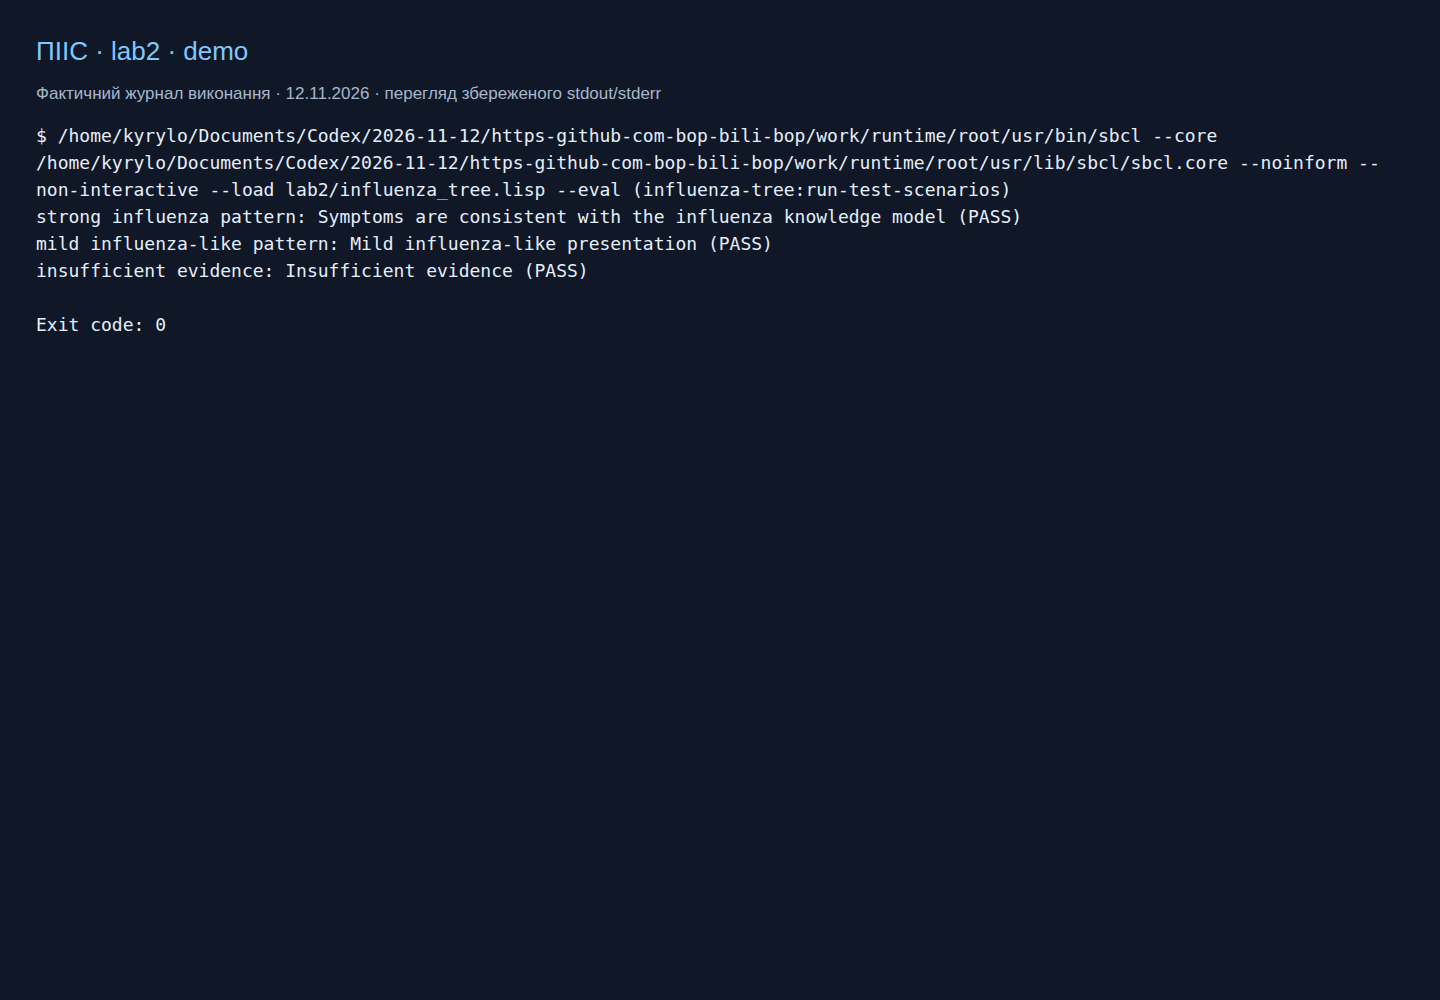 ПІІС · lab2 · demo
Фактичний журнал виконання · 12.11.2026 · перегляд збереженого stdout/stderr
$ /home/kyrylo/Documents/Codex/2026-11-12/https-github-com-bop-bili-bop/work/runtime/root/usr/bin/sbcl --core
/home/kyrylo/Documents/Codex/2026-11-12/https-github-com-bop-bili-bop/work/runtime/root/usr/lib/sbcl/sbcl.core --noinform --
non-interactive --load lab2/influenza_tree.lisp --eval (influenza-tree:run-test-scenarios)
strong influenza pattern: Symptoms are consistent with the influenza knowledge model (PASS)
mild influenza-like pattern: Mild influenza-like presentation (PASS)
insufficient evidence: Insufficient evidence (PASS)
Exit code: 0